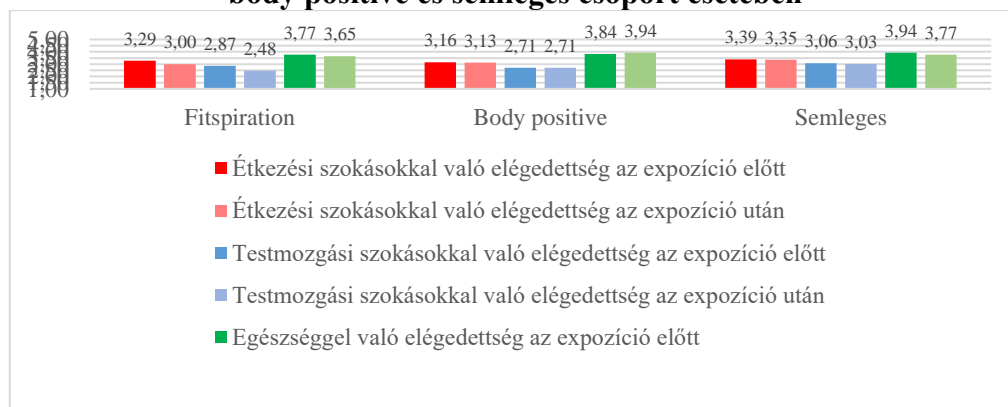 body positive és semleges csoport esetében
3,29 3,00 2,87 2,48 3,77 3,65 3,16 3,13 2,71 2,71 3,84 3,94 3,39 3,35 3,06 3,03 3,94 3,77
5,00
1,00
Fitspiration Body positive Semleges
Étkezési szokásokkal való elégedettség az expozíció előtt
Étkezési szokásokkal való elégedettség az expozíció után
Testmozgási szokásokkal való elégedettség az expozíció előtt
Testmozgási szokásokkal való elégedettség az expozíció után
Egészséggel való elégedettség az expozíció előtt